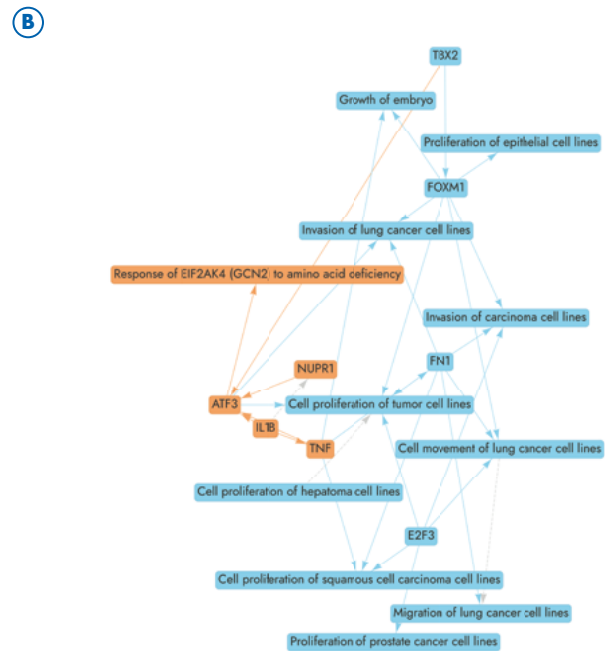 B
TBX2
Growth of embryo
Proliferation of epithelial cell lines
FOXM1
Invasion of lung cancer cell lines
Response of EIF2AK4 (GCN2) to amino acid deficiency
Invasion of carcinoma cell lines
FN1
NUPR1
ATF3
Cell proliferation of tumor cell lines
IL1B
TNF
Cell movement of lung cancer cell lines
Cell proliferation of hepatoma cell lines
E2F3
Cell proliferation of squamous cell carcinoma cell lines
Migration of lung cancer cell lines
Proliferation of prostate cancer cell lines